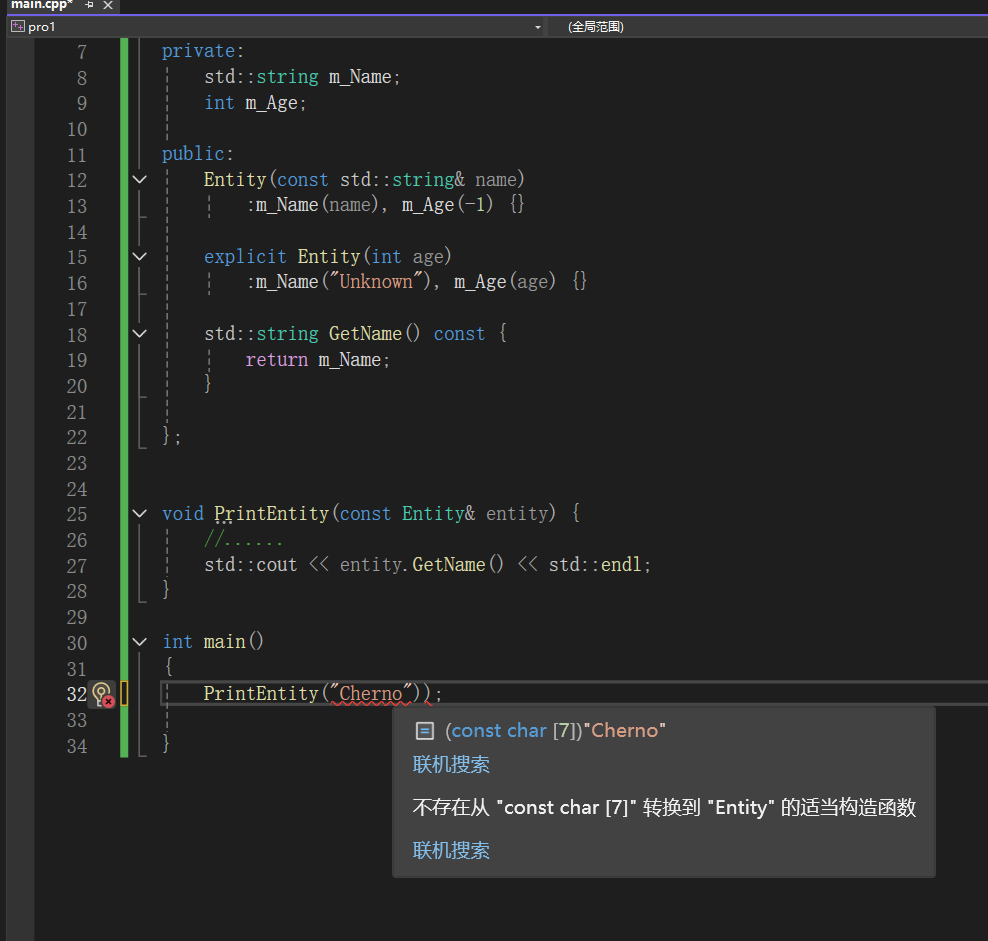 main.cpp*
pro1
(全局范围)
7 private:
8 std::string m_Name;
9 int m_Age;
10
11 public:
12 Entity(const std::string& name)
13 :m_Name(name), m_Age(-1) {}
14
15 explicit Entity(int age)
16 :m_Name("Unknown"), m_Age(age) {}
17
18 std::string GetName() const {
19 return m_Name;
20 }
21
22 };
23
24
25 void PrintEntity(const Entity& entity) {
26 //......
27 std::cout << entity.GetName() << std::endl;
28 }
29
30 int main()
31 {
32 PrintEntity("Cherno"));
33
34 }
(const char [7])"Cherno"
联机搜索
不存在从 "const char [7]" 转换到 "Entity" 的适当构造函数
联机搜索